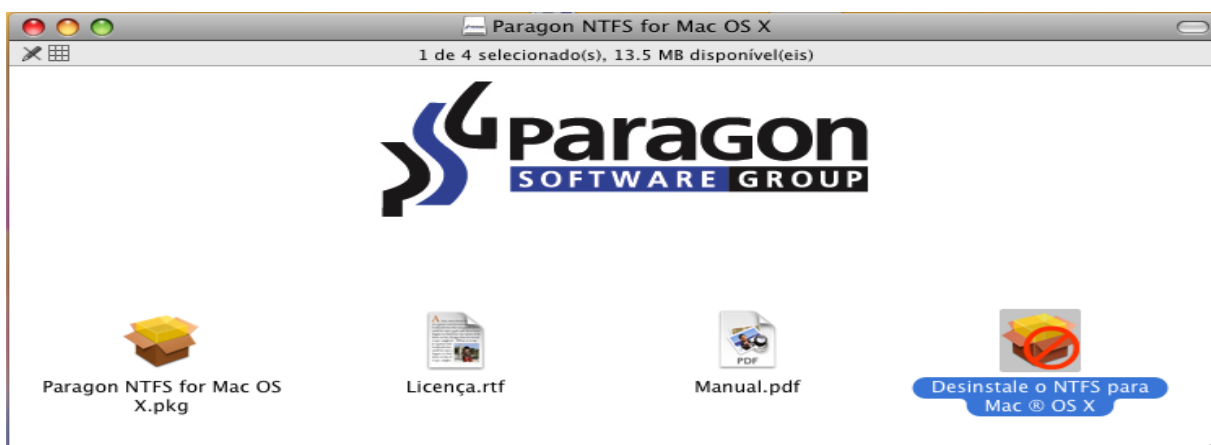 Paragon NTFS for Mac OS X
1 de 4 selecionado(s), 13.5 MB disponível(eis)
Paragon
SOFTWARE GROUP
PDF
Paragon NTFS for Mac OS
X.pkg
Licença.rtf
Manual.pdf
Desinstale o NTFS para
Mac ® OS X